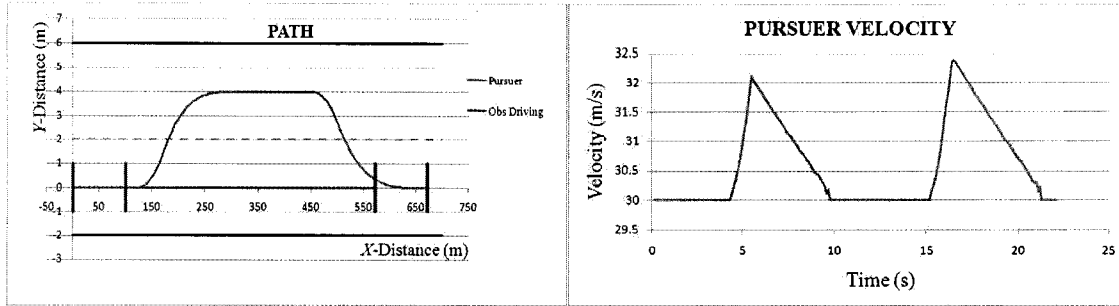 PATH
Y-Distance (m)
7
6
5
4
3
2
1
0
-1
-2
-3
-50 50 150 250 350 450 550 650 750
X-Distance (m)
Pursuer
Obs Driving
PURSUER VELOCITY
Velocity (m/s)
32.5
32
31.5
31
30.5
30
29.5
0 5 10 15 20 25
Time (s)